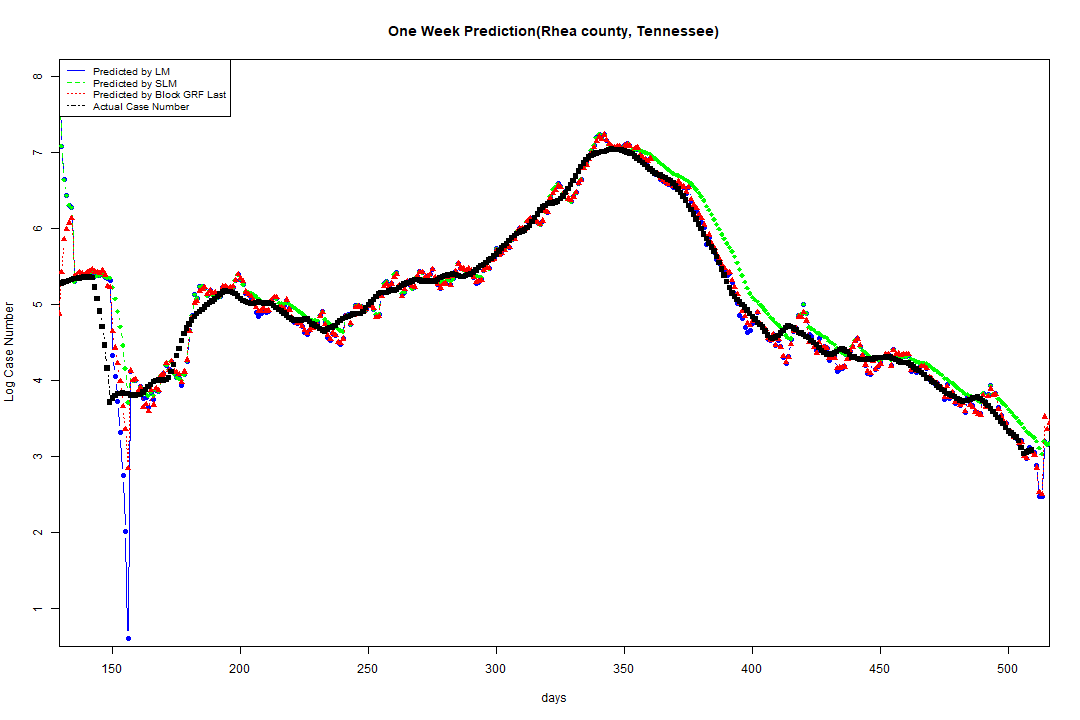 One Week Prediction(Rhea county, Tennessee)
Predicted by LM
Predicted by SLM
Predicted by Block GRF Last
Actual Case Number
8
7
6
5
4
3
2
1
Log Case Number
150 200 250 300 350 400 450 500
days